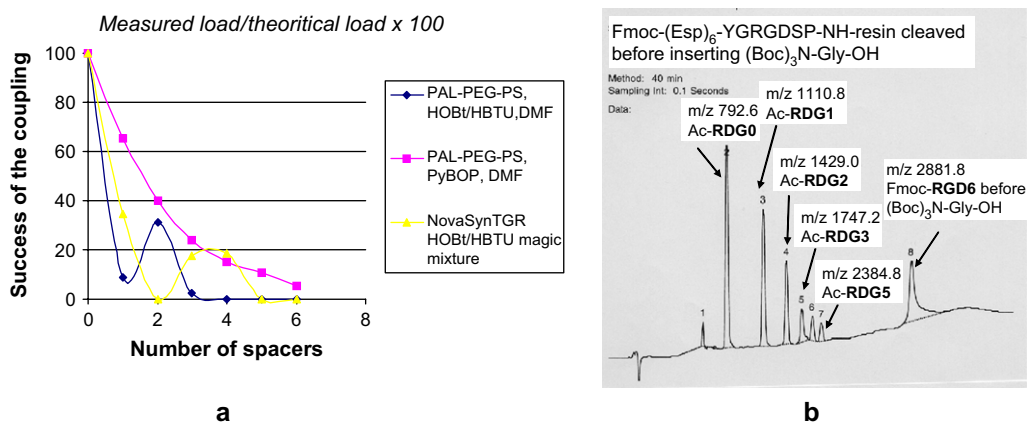 Measured load/theoritical load x 100
Succcess of the coupling
100
80
60
40
20
0
0
2
4
6
Number of spacers
PAL-PEG-PS,
HOBt/HBTU,DMF
PAL-PEG-PS,
PyBOP, DMF
NovaSynTGR
HOBt/HBTU magic
mixture
a
Fmoc-(Esp)6-YGRGDSP-NH-resin cleaved
before inserting (Boc)3N-Gly-OH
Method: 40 min
Sampling Int: 0.1 Seconds
Data:
m/z 792.6
Ac-RDG0
m/z 1110.8
Ac-RDG1
m/z 1429.0
Ac-RDG2
m/z 1747.2
Ac-RDG3
m/z 2384.8
Ac-RDG5
m/z 2881.8
Fmoc-RGD6 before
(Boc)3N-Gly-OH
1
2
3
4
5
6
7
8
b